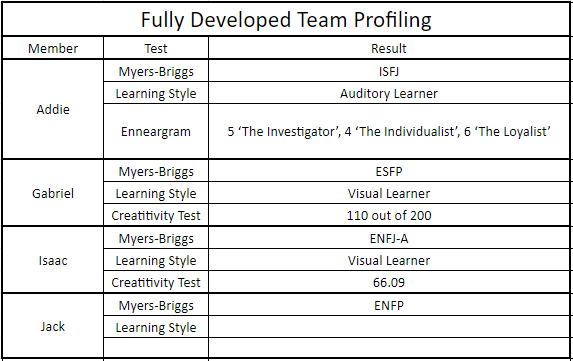 Fully Developed Team Profiling
Member Test Result
Addie
Myers-Briggs ISFJ
Learning Style Auditory Learner
Enneargram 5 ‘The Investigator’, 4 ‘The Individualist’, 6 ‘The Loyalist’
Gabriel
Myers-Briggs ESFP
Learning Style Visual Learner
Creatitivity Test 110 out of 200
Isaac
Myers-Briggs ENFJ-A
Learning Style Visual Learner
Creatitivity Test 66.09
Jack
Myers-Briggs ENFP
Learning Style